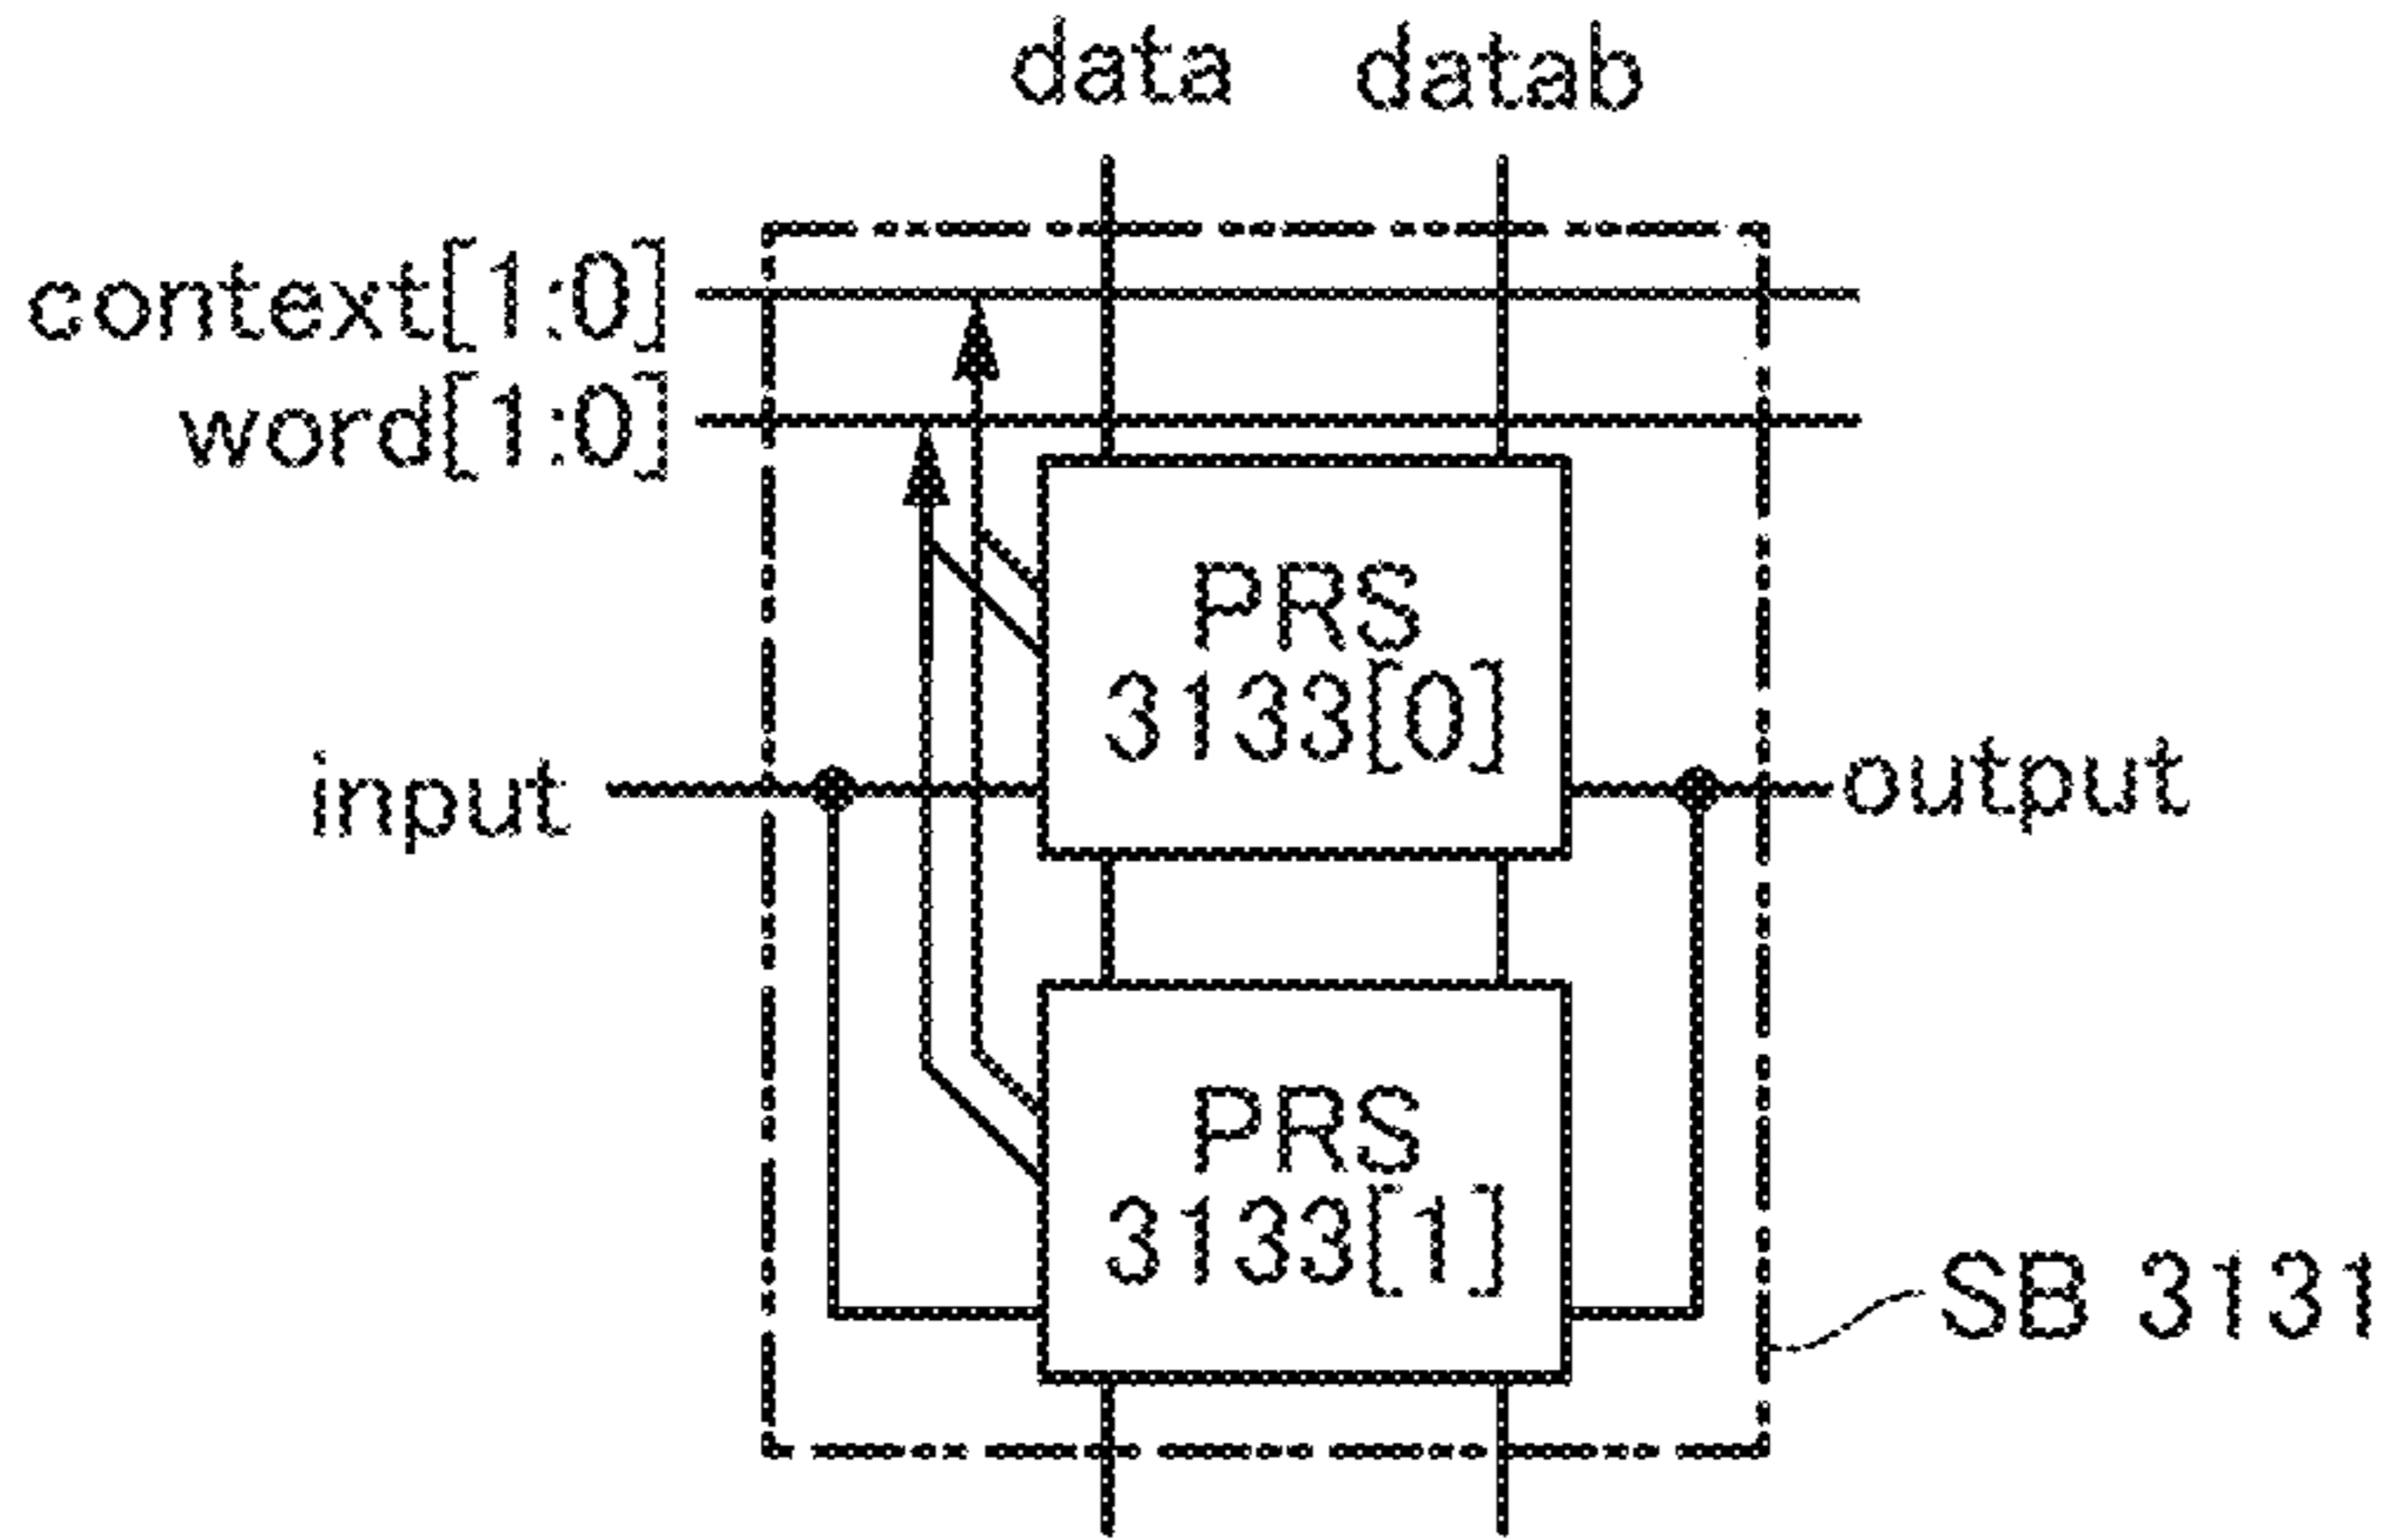 data datab
context[1:0]
word[1:0]
PRS
3133[0]
input
output
PRS
3133[1]
SB 3131